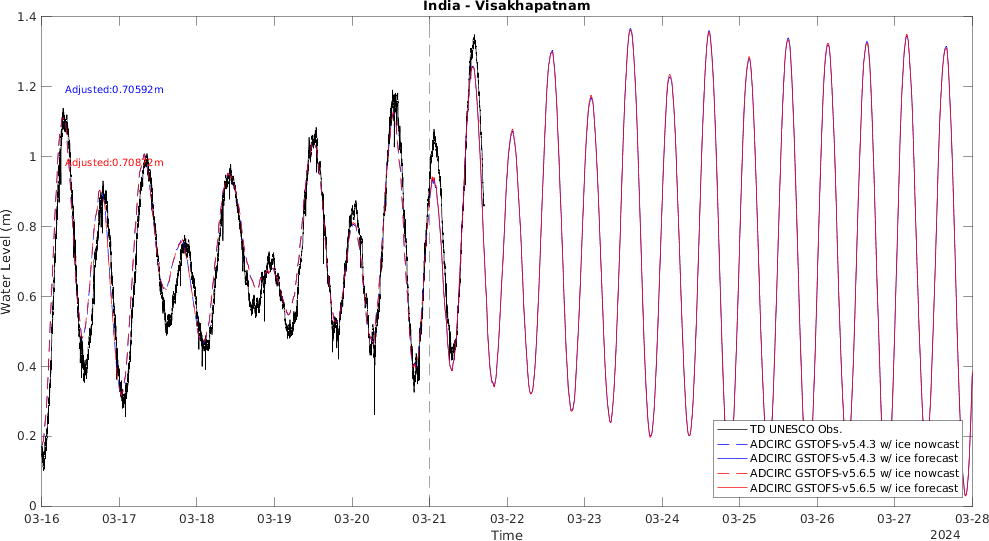 India - Visakhapatnam
1.4
1.2
1
0.8
0.6
0.4
0.2
0
Water Level (m)
Adjusted:0.70592m
TD UNESCO Obs.
ADCIRC GSTOFS-v5.4.3 w/ ice nowcast
ADCIRC GSTOFS-v5.4.3 w/ ice forecast
ADCIRC GSTOFS-v5.6.5 w/ ice nowcast
ADCIRC GSTOFS-v5.6.5 w/ ice forecast
03-16 03-17 03-18 03-19 03-20 03-21 03-22 03-23 03-24 03-25 03-26 03-27 03-28
Time
2024